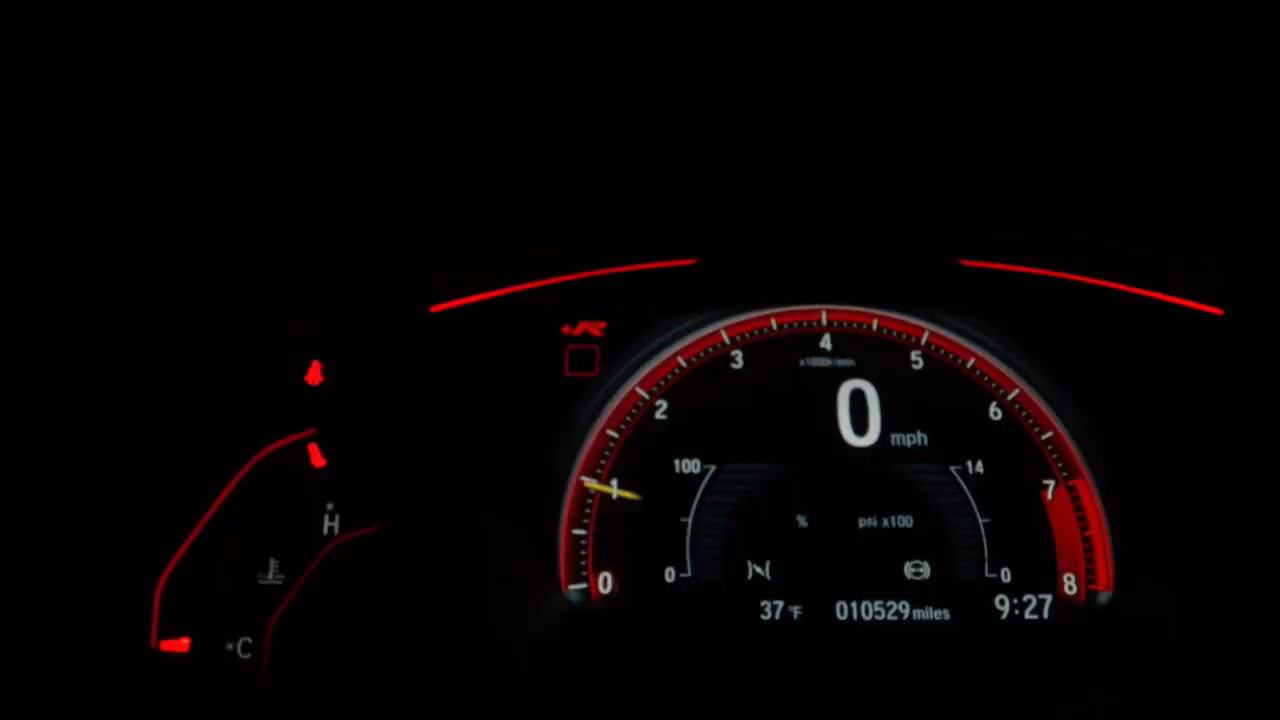 +R
4
3 5
x1000r/min
2 6
0 mph
100 14
1 7
H
% psi x100
0 0
0 8
37°F 010529 miles 9:27
C